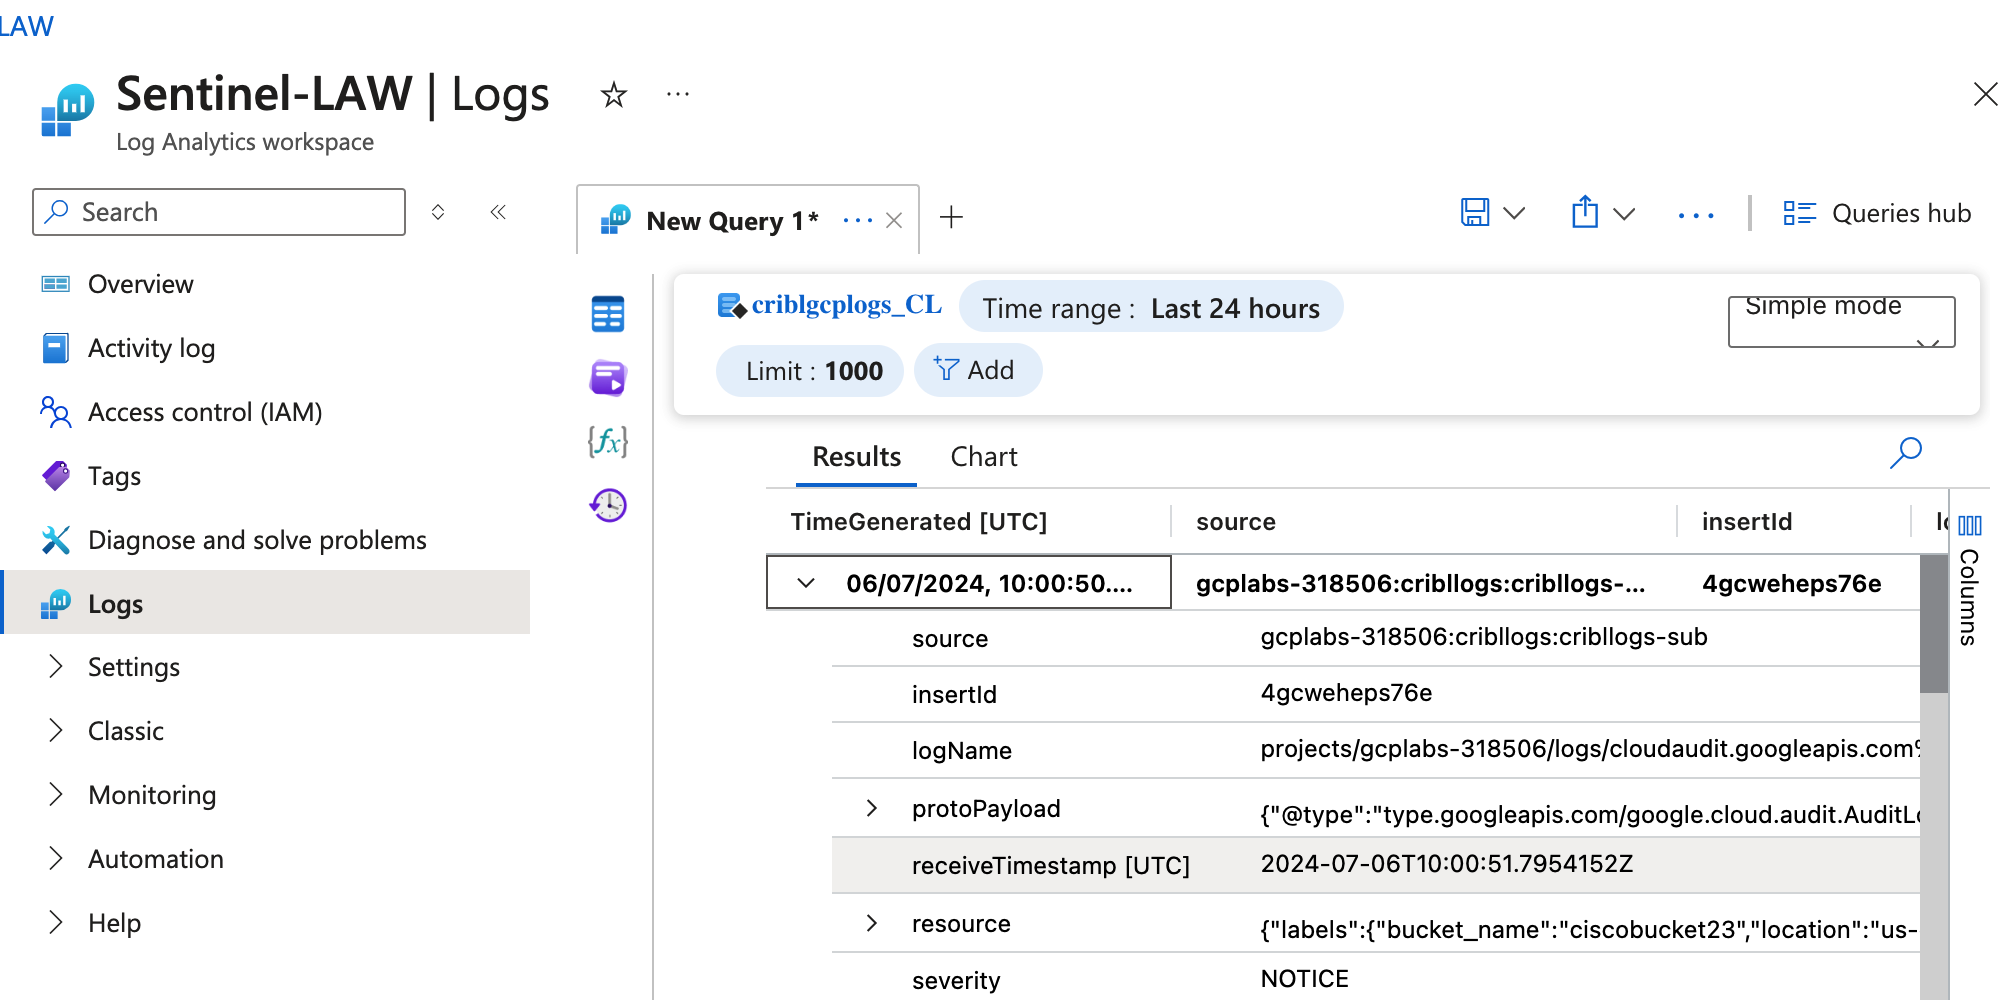 LAW
Sentinel-LAW | Logs
Log Analytics workspace
Search
Overview
Activity log
Access control (IAM)
Tags
Diagnose and solve problems
Logs
Settings
Classic
Monitoring
Automation
Help
New Query 1*
Queries hub
criblgcplogs_CL
Time range : Last 24 hours
Simple mode
Limit : 1000
Add
{fx}
Results Chart
TimeGenerated [UTC] source insertId
06/07/2024, 10:00:50.... gcplabs-318506:cribllogs:cribllogs-... 4gcweheps76e
source gcplabs-318506:cribllogs:cribllogs-sub
insertId 4gcweheps76e
logName projects/gcplabs-318506/logs/cloudaudit.googleapis.com%
protoPayload {"@type":"type.googleapis.com/google.cloud.audit.AuditLo
receiveTimestamp [UTC] 2024-07-06T10:00:51.7954152Z
resource {"labels":{"bucket_name":"ciscobucket23","location":"us-
severity NOTICE
Columns